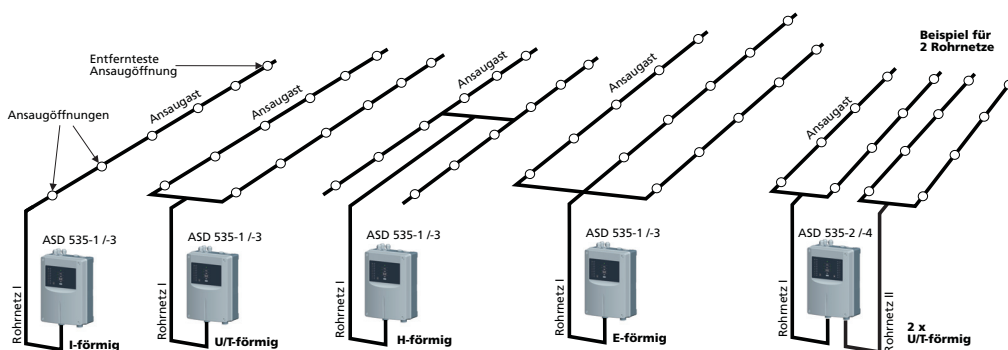 Entfernteste
Ansaugöffnung
Ansaugöffnungen
Ansaugast
Ansaugast
Ansaugast
Ansaugast
Ansaugast
Beispiel für
2 Rohrnetze
ASD 535-1 /-3
ASD 535-1 /-3
ASD 535-1 /-3
ASD 535-1 /-3
ASD 535-2 /-4
Rohrnetz I
I-förmig
Rohrnetz I
U/T-förmig
Rohrnetz I
H-förmig
Rohrnetz I
E-förmig
Rohrnetz I
Rohrnetz II
2 x
U/T-förmig